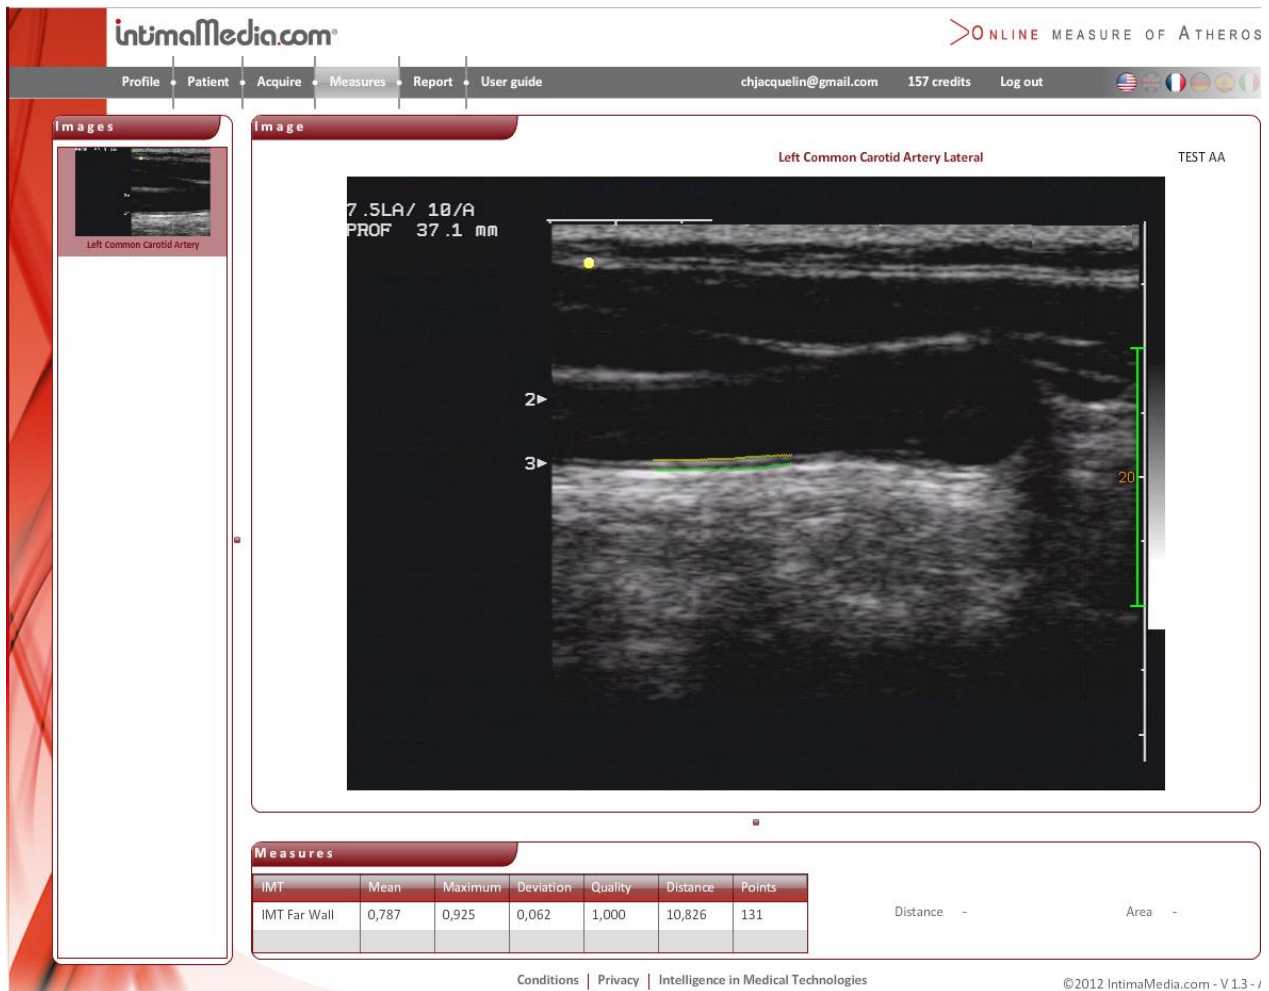 intimaMedia.com
>ONLINE MEASURE OF ATHEROS
Profile Patient Acquire Measures Report User guide chjacquelin@gmail.com 157 credits Log out
Images
Left Common Carotid Artery
Image
Left Common Carotid Artery Lateral TEST AA
7.5LA/ 10/A
PROF 37.1 mm
2
3
20
Measures
IMT Mean Maximum Deviation Quality Distance Points
IMT Far Wall 0,787 0,925 0,062 1,000 10,826 131
Distance - Area -
Conditions | Privacy | Intelligence in Medical Technologies
©2012 IntimaMedia.com - V 1.3 -